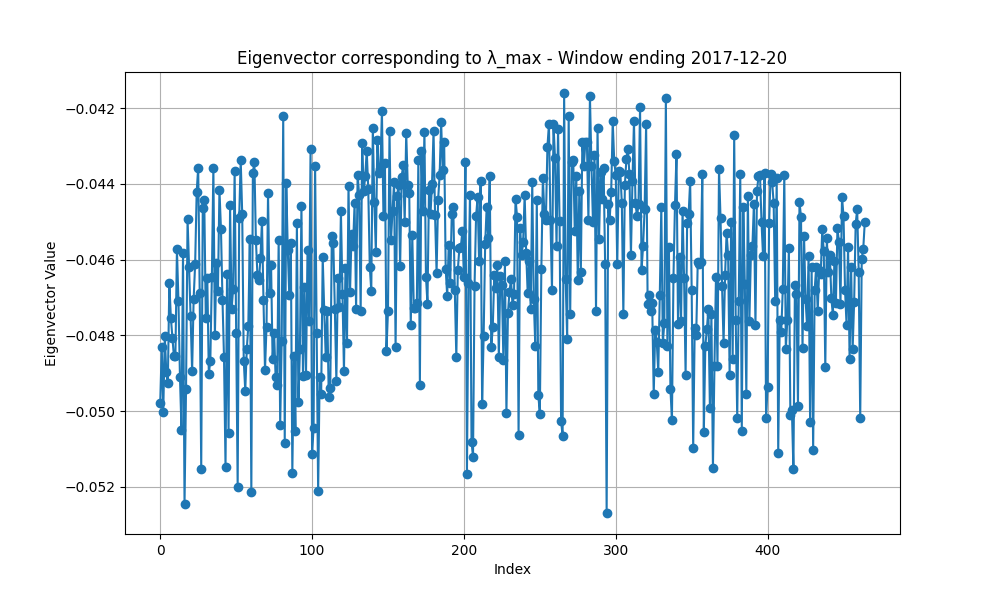 Eigenvector corresponding to λ_max - Window ending 2017-12-20
−0.042
−0.044
−0.046
−0.048
−0.050
−0.052
Eigenvector Value
0 100 200 300 400
Index